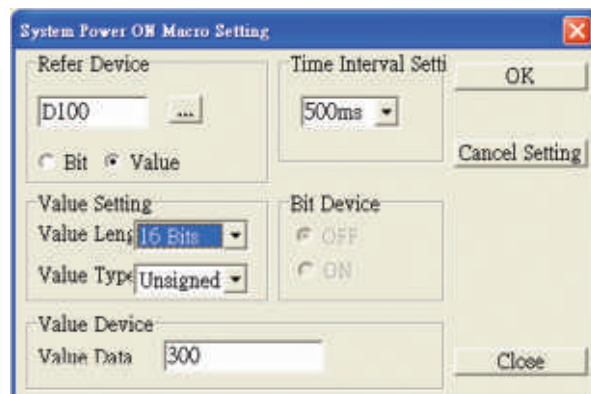 System Power ON Macro Setting
Refer Device
D100
...
Bit
Value
Time Interval Setti
500ms
OK
Cancel Setting
Value Setting
Value Leng
16 Bits
Value Type
Unsigned
Bit Device
OFF
ON
Value Device
Value Data
300
Close